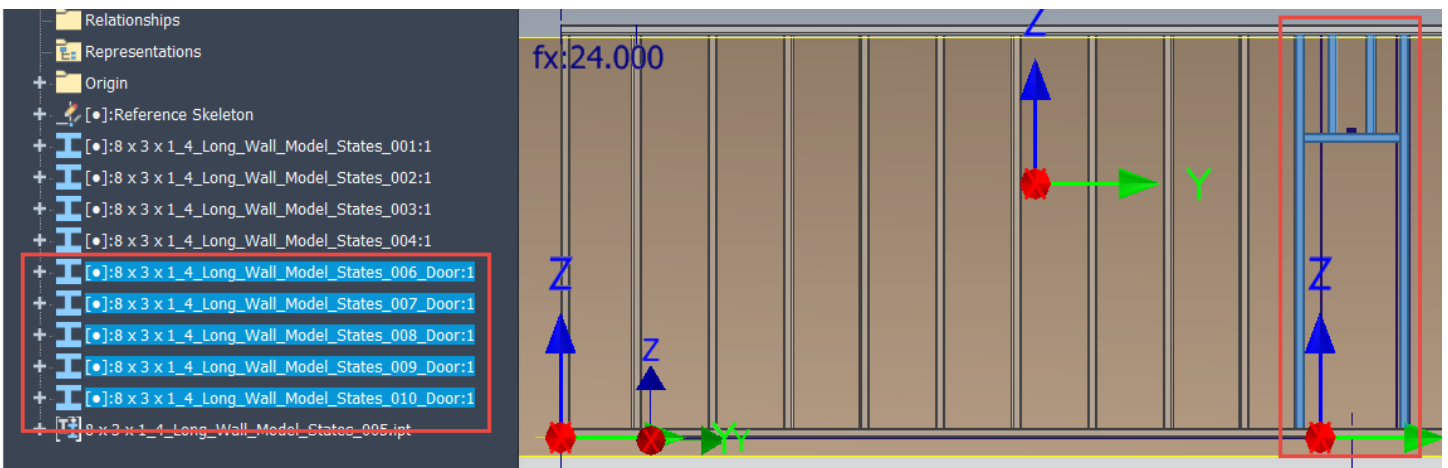 Relationships
Representations
Origin
[•]:Reference Skeleton
[•]:8 x 3 x 1_4_Long_Wall_Model_States_001:1
[•]:8 x 3 x 1_4_Long_Wall_Model_States_002:1
[•]:8 x 3 x 1_4_Long_Wall_Model_States_003:1
[•]:8 x 3 x 1_4_Long_Wall_Model_States_004:1
[•]:8 x 3 x 1_4_Long_Wall_Model_States_006_Door:1
[•]:8 x 3 x 1_4_Long_Wall_Model_States_007_Door:1
[•]:8 x 3 x 1_4_Long_Wall_Model_States_008_Door:1
[•]:8 x 3 x 1_4_Long_Wall_Model_States_009_Door:1
[•]:8 x 3 x 1_4_Long_Wall_Model_States_010_Door:1
8 x 3 x 1_4_Long_Wall_Model_States_005.ipt
Z
fx:24.000
Y
Z
Z
Z
YY